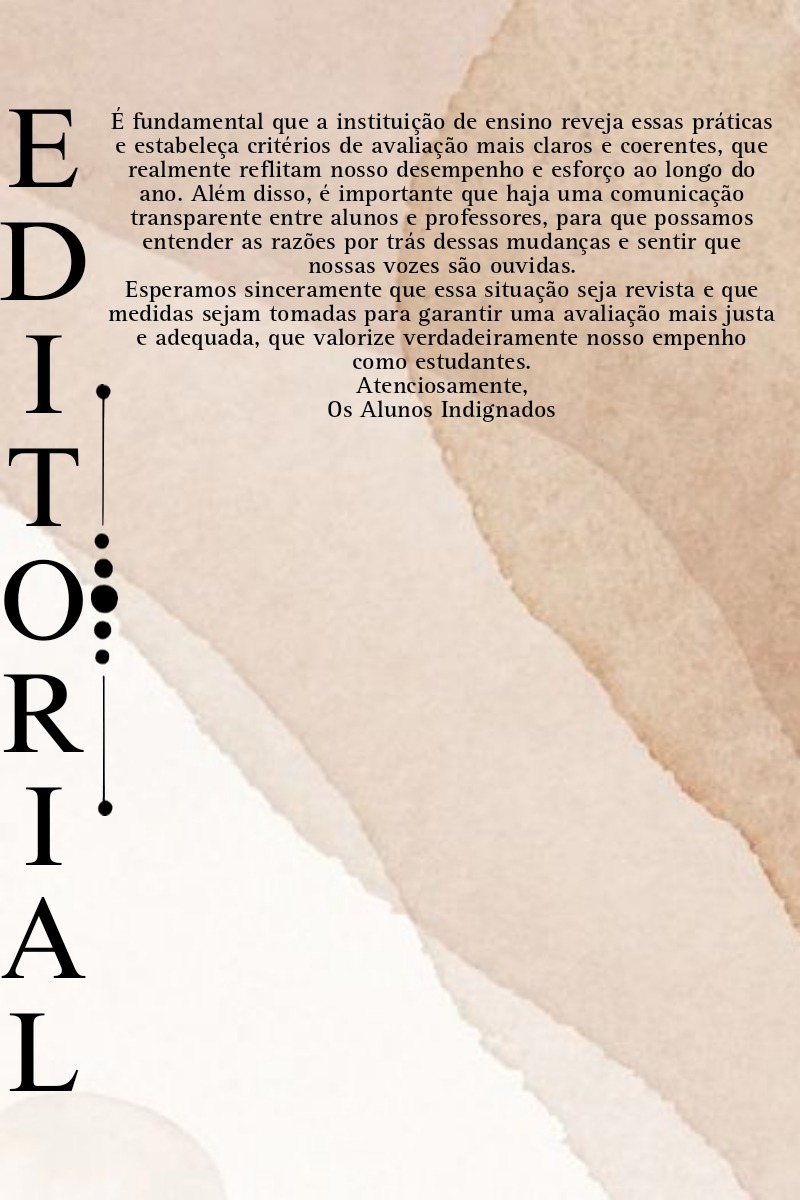 EDITORIAL
É fundamental que a instituição de ensino reveja essas práticas
e estabeleça critérios de avaliação mais claros e coerentes, que
realmente reflitam nosso desempenho e esforço ao longo do
ano. Além disso, é importante que haja uma comunicação
transparente entre alunos e professores, para que possamos
entender as razões por trás dessas mudanças e sentir que
nossas vozes são ouvidas.
Esperamos sinceramente que essa situação seja revista e que
medidas sejam tomadas para garantir uma avaliação mais justa
e adequada, que valorize verdadeiramente nosso empenho
como estudantes.
Atenciosamente,
Os Alunos Indignados